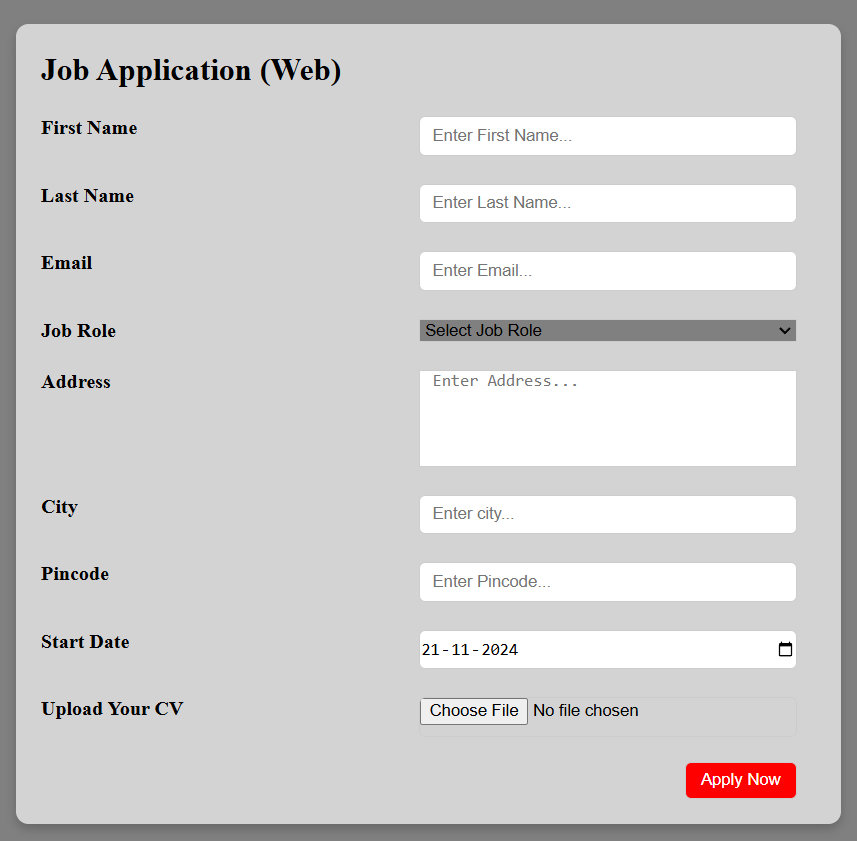 Job Application (Web)
First Name
Enter First Name...
Last Name
Enter Last Name...
Email
Enter Email...
Job Role
Select Job Role
Address
Enter Address...
City
Enter city...
Pincode
Enter Pincode...
Start Date
21-11-2024
Upload Your CV
Choose File No file chosen
Apply Now